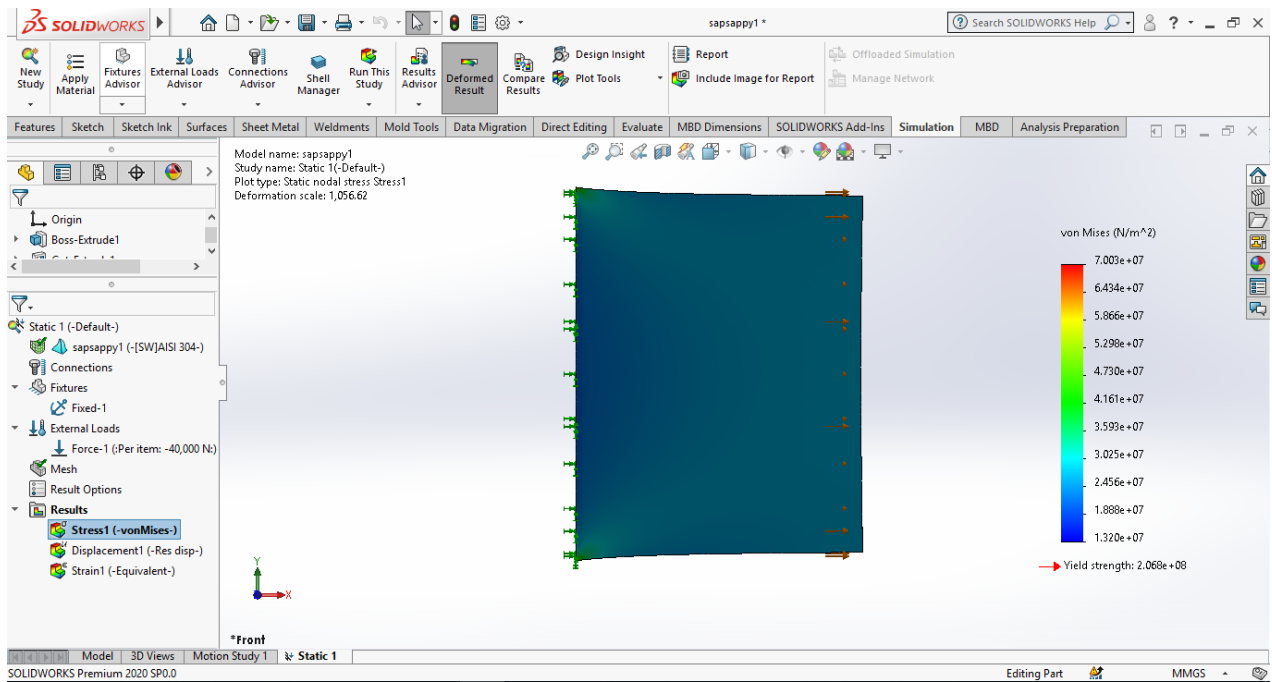 SOLIDWORKS
sapsappy1 *
Search SOLIDWORKS Help
New Study
Apply Material
Fixtures Advisor
External Loads Advisor
Connections Advisor
Shell Manager
Run This Study
Results Advisor
Deformed Result
Compare Results
Design Insight
Plot Tools
Report
Include Image for Report
Offloaded Simulation
Manage Network
Features Sketch Sketch Ink Surfaces Sheet Metal Weldments Mold Tools Data Migration Direct Editing Evaluate MBD Dimensions SOLIDWORKS Add-Ins Simulation MBD Analysis Preparation
Model name: sapsappy1
Study name: Static 1(-Default-)
Plot type: Static nodal stress Stress1
Deformation scale: 1,056.62
Origin
Boss-Extrude1
Static 1 (-Default-)
sapsappy1 (-[SW]AISI 304-)
Connections
Fixtures
Fixed-1
External Loads
Force-1 (:Per item: -40,000 N:)
Mesh
Result Options
Results
Stress1 (-vonMises-)
Displacement1 (-Res disp-)
Strain1 (-Equivalent-)
von Mises (N/m^2)
7.003e+07
6.434e+07
5.866e+07
5.298e+07
4.730e+07
4.161e+07
3.593e+07
3.025e+07
2.456e+07
1.888e+07
1.320e+07
Yield strength: 2.068e+08
Y
X
*Front
Model 3D Views Motion Study 1 Static 1
SOLIDWORKS Premium 2020 SP0.0
Editing Part
MMGS